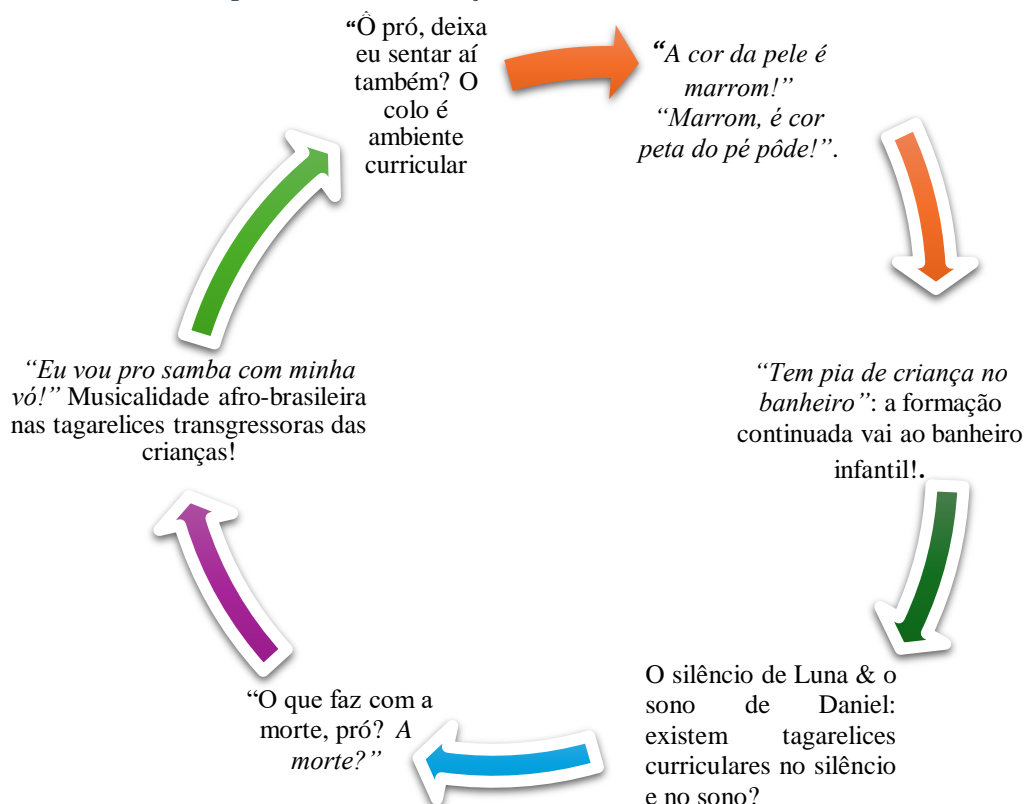 “Ô pró, deixa
eu sentar aí
também? O
colo é
ambiente
curricular
“A cor da pele é
marrom!”
“Marrom, é cor
peta do pé pôde!”.
“Tem pia de criança no
banheiro”: a formação
continuada vai ao banheiro
infantil!.
O silêncio de Luna & o
sono de Daniel:
existem tagarelices
curriculares no silêncio
e no sono?
“O que faz com a
morte, pró? A
morte?”
“Eu vou pro samba com minha
vó!” Musicalidade afro-brasileira
nas tagarelices transgressoras das
crianças!